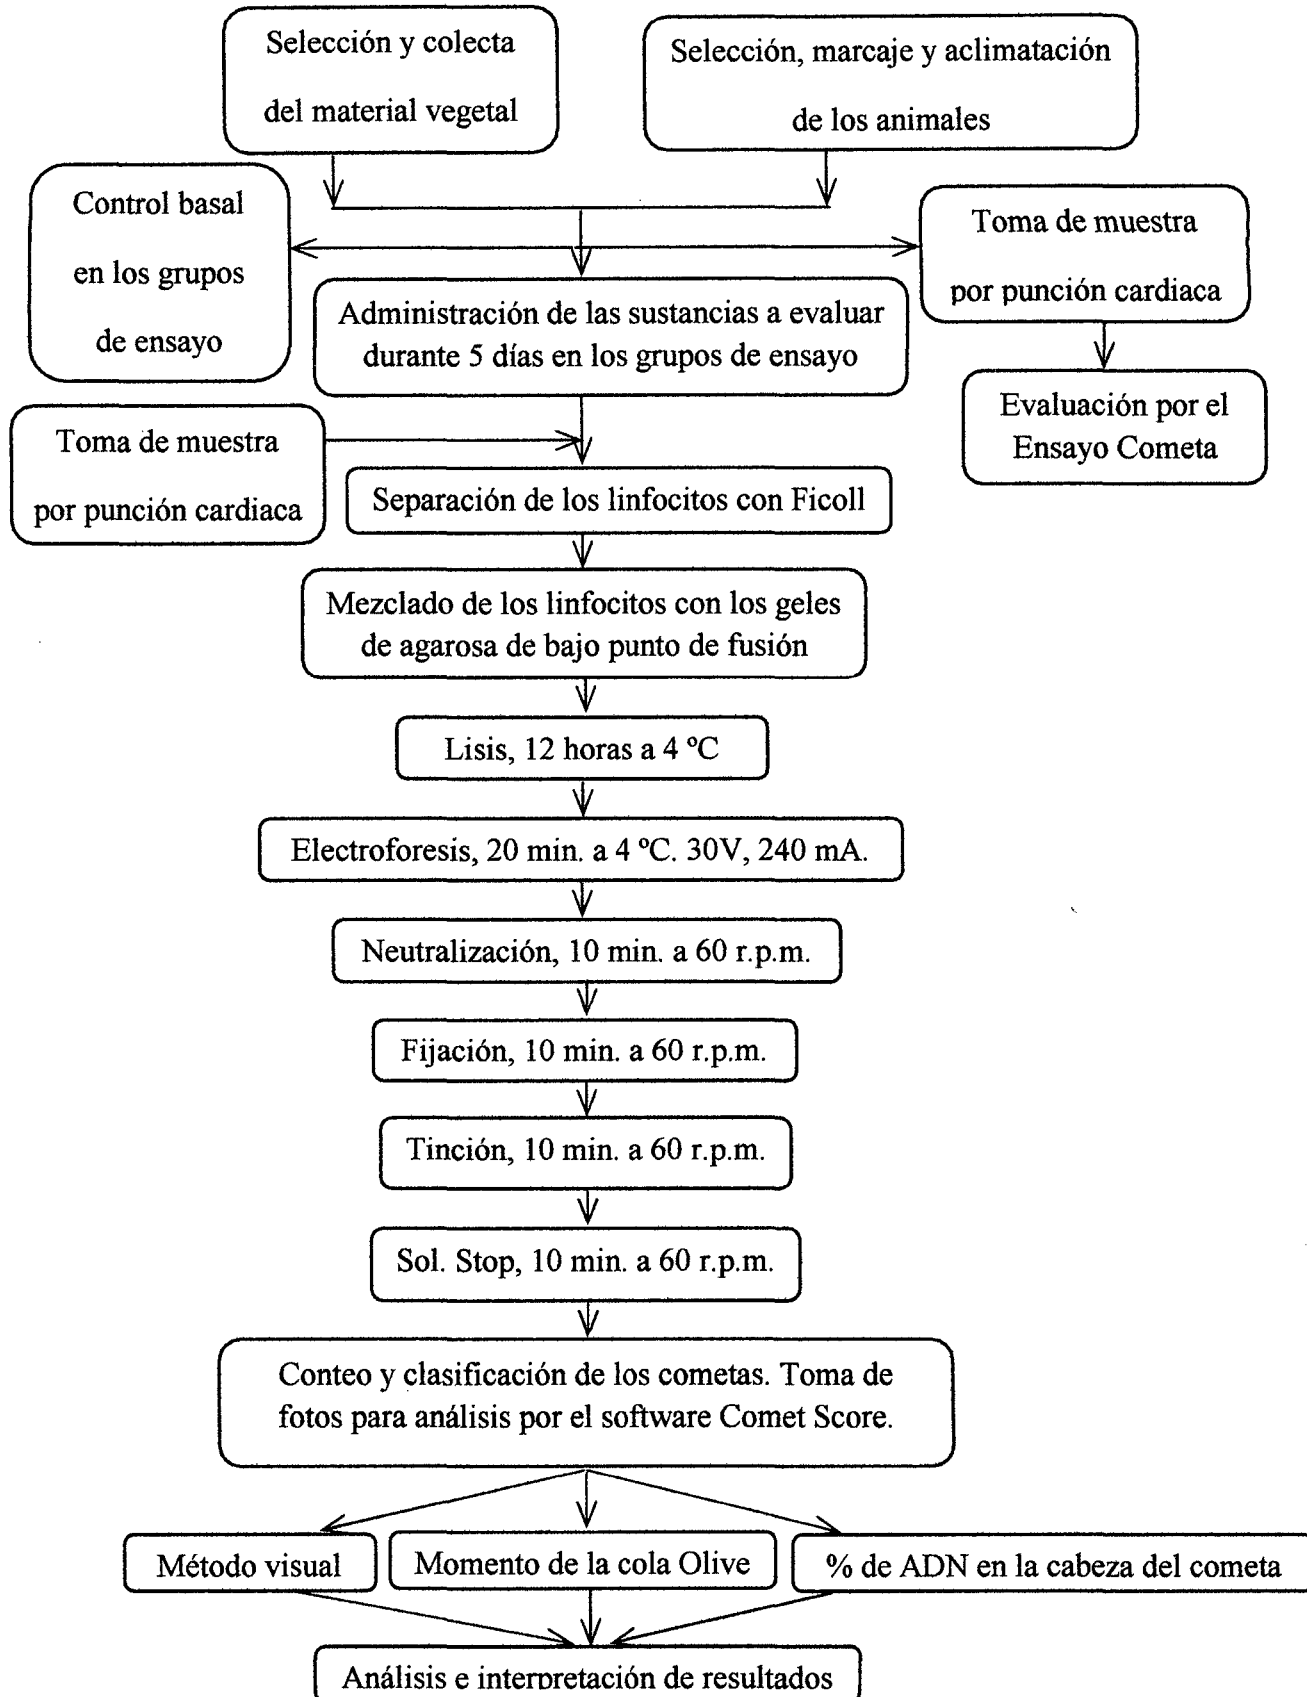 Selección y colecta
del material vegetal
Selección, marcaje y aclimatación
de los animales
Control basal
en los grupos
de ensayo
Toma de muestra
por punción cardiaca
Administración de las sustancias a evaluar
durante 5 días en los grupos de ensayo
Evaluación por el
Ensayo Cometa
Toma de muestra
por punción cardiaca
Separación de los linfocitos con Ficoll
Mezclado de los linfocitos con los geles
de agarosa de bajo punto de fusión
Lisis, 12 horas a 4 ºC
Electroforesis, 20 min. a 4 ºC. 30V, 240 mA.
Neutralización, 10 min. a 60 r.p.m.
Fijación, 10 min. a 60 r.p.m.
Tinción, 10 min. a 60 r.p.m.
Sol. Stop, 10 min. a 60 r.p.m.
Conteo y clasificación de los cometas. Toma de
fotos para análisis por el software Comet Score.
Método visual
Momento de la cola Olive
% de ADN en la cabeza del cometa
Análisis e interpretación de resultados